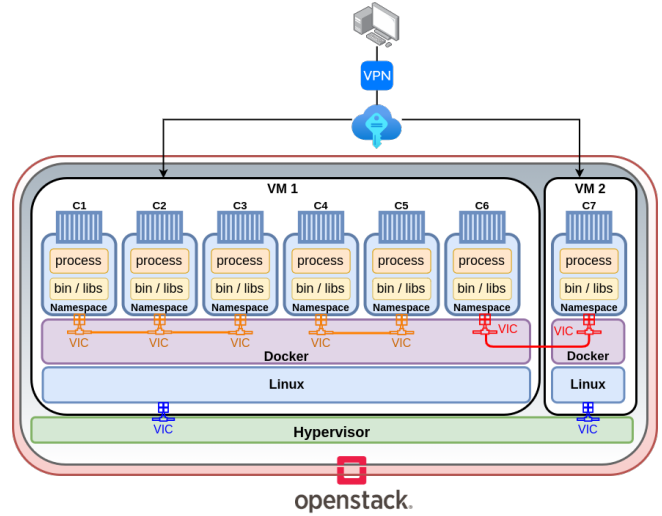 VPN
VM 1
VM 2
C1
C2
C3
C4
C5
C6
C7
process
process
process
process
process
process
process
bin / libs
bin / libs
bin / libs
bin / libs
bin / libs
bin / libs
bin / libs
Namespace
Namespace
Namespace
Namespace
Namespace
Namespace
Namespace
VIC
VIC
VIC
VIC
VIC
VIC
VIC
Docker
Docker
Linux
Linux
VIC
VIC
Hypervisor
openstack.